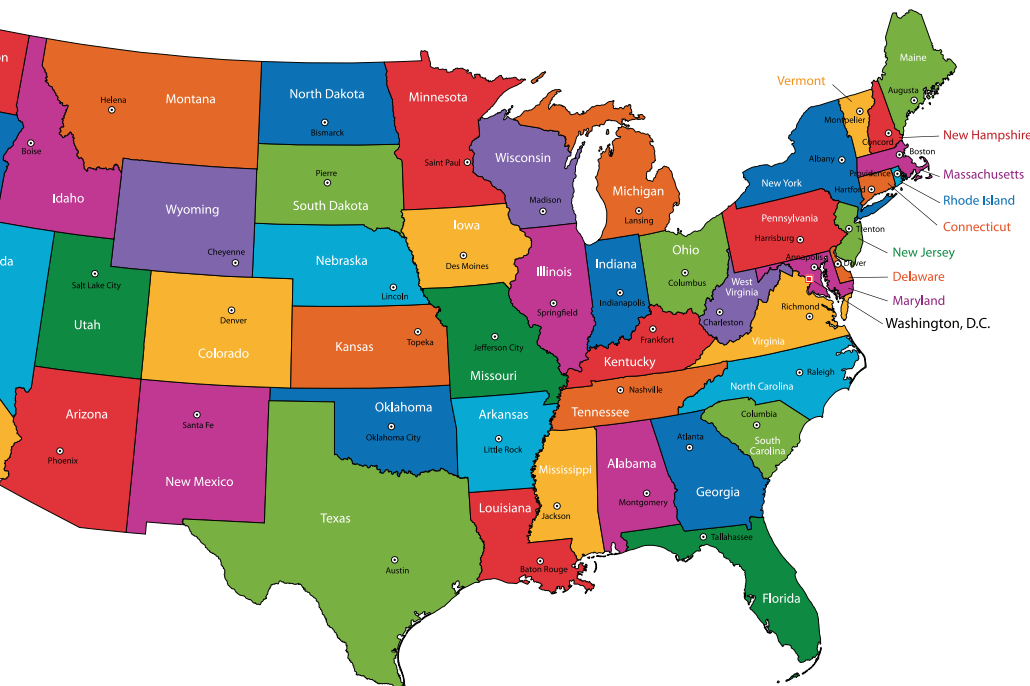 n
Montana
Helena
North Dakota
Bismarck
Minnesota
Saint Paul
Wisconsin
Madison
Michigan
Lansing
Vermont
Montpelier
Maine
Augusta
New Hampshire
Concord
Boston
Massachusetts
Providence
Rhode Island
Hartford
Connecticut
Albany
New York
Boise
Idaho
Wyoming
Cheyenne
Pierre
South Dakota
Iowa
Des Moines
Nebraska
Lincoln
da
Salt Lake City
Utah
Denver
Colorado
Kansas
Topeka
Illinois
Springfield
Indiana
Indianapolis
Ohio
Columbus
Pennsylvania
Harrisburg
Trenton
New Jersey
Annapolis
Dover
Delaware
Maryland
Washington, D.C.
West
Virginia
Charleston
Richmond
Virginia
Frankfort
Kentucky
Jefferson City
Missouri
Nashville
Tennessee
North Carolina
Raleigh
Columbia
South
Carolina
Arizona
Phoenix
Santa Fe
New Mexico
Oklahoma
Oklahoma City
Arkansas
Little Rock
Mississippi
Jackson
Alabama
Montgomery
Atlanta
Georgia
Texas
Austin
Louisiana
Baton Rouge
Tallahassee
Florida